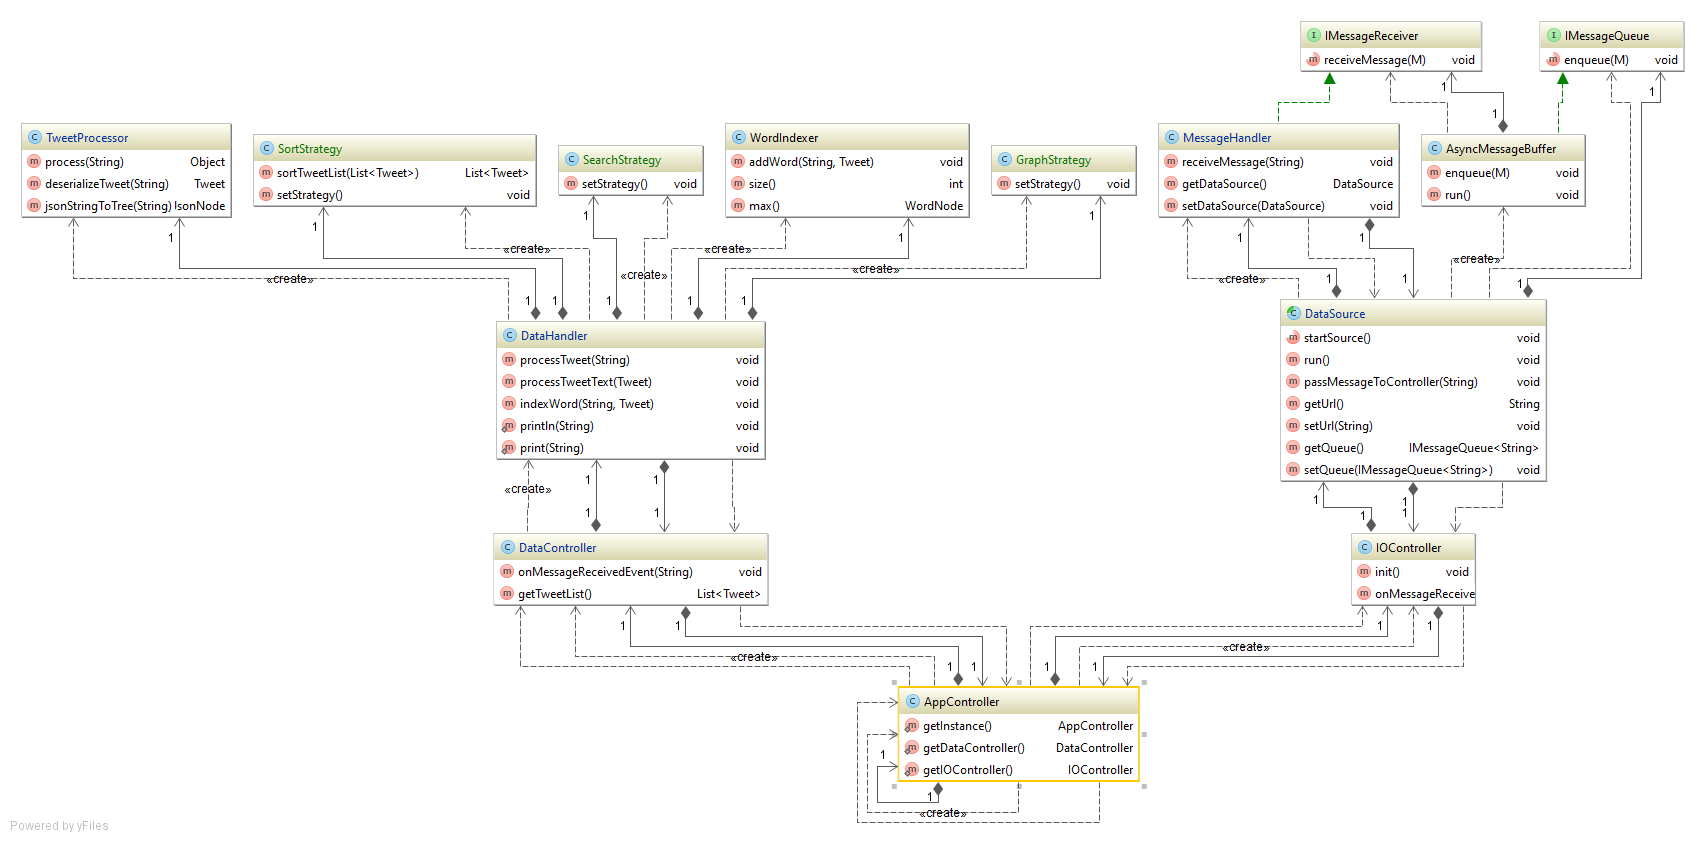 IMessageReceiver
receiveMessage(M) void
IMessageQueue
enqueue(M) void
1
1
1
TweetProcessor
process(String) Object
deserializeTweet(String) Tweet
jsonStringToTree(String) JsonNode
SortStrategy
sortTweetList(List<Tweet>) List<Tweet>
setStrategy() void
SearchStrategy
setStrategy() void
WordIndexer
addWord(String, Tweet) void
size() int
max() WordNode
GraphStrategy
setStrategy() void
MessageHandler
receiveMessage(String) void
getDataSource() DataSource
setDataSource(DataSource) void
AsyncMessageBuffer
enqueue(M) void
run() void
1
1
1
1
1
1
1
«create»
«create»
«create»
«create»
«create»
«create»
«create»
1
1
1
1
1
1
1
1
DataHandler
processTweet(String) void
processTweetText(Tweet) void
indexWord(String, Tweet) void
println(String) void
print(String) void
DataSource
startSource() void
run() void
passMessageToController(String) void
getUrl() String
setUrl(String) void
getQueue() IMessageQueue<String>
setQueue(IMessageQueue<String>) void
1
1
«create»
1
1
1
1
1
1
DataController
onMessageReceivedEvent(String) void
getTweetList() List<Tweet>
IOController
init() void
onMessageReceive
1
1
1
1
«create»
«create»
1
1
1
1
AppController
getInstance() AppController
getDataController() DataController
getIOController() IOController
1
1
«create»
Powered by yFiles